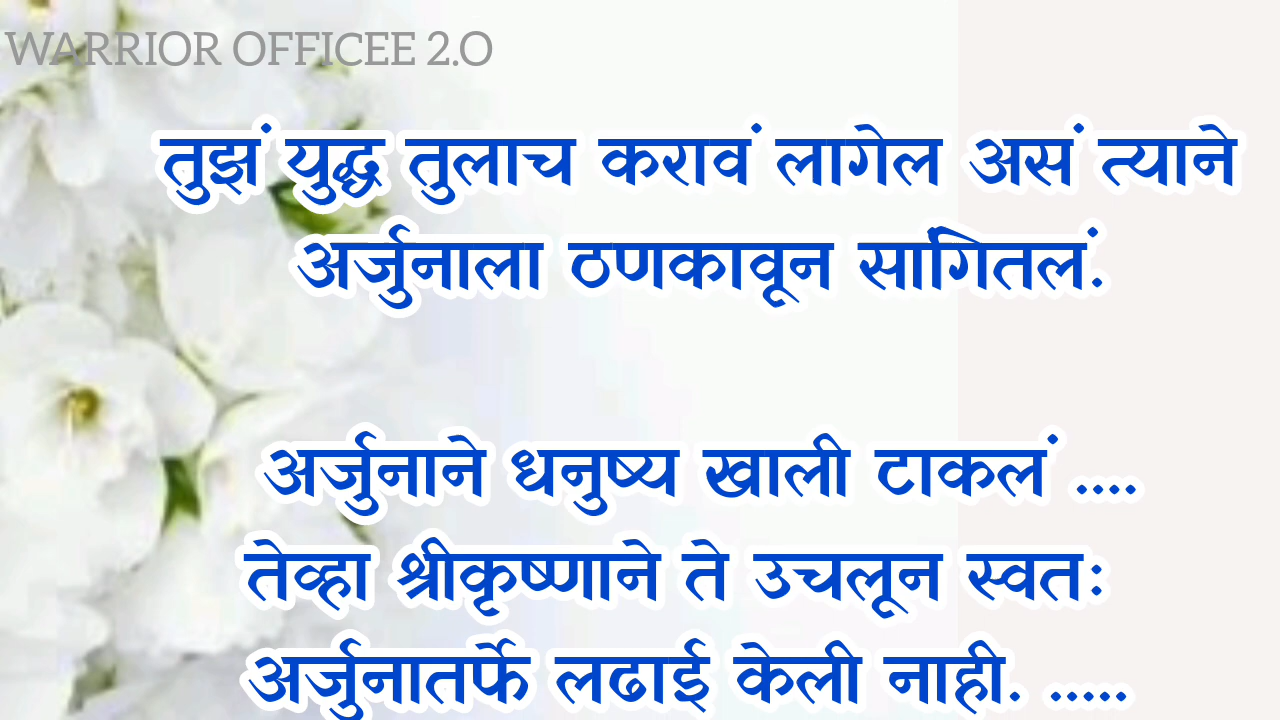 WARRIOR OFFICEE 2.O
तुझं युद्ध तुलाच करावं लागेल असं त्याने
अर्जुनाला ठणकावून सांगितलं.
अर्जुनाने धनुष्य खाली टाकलं ....
तेव्हा श्रीकृष्णाने ते उचलून स्वतः
अर्जुनातर्फे लढाई केली नाही. .....